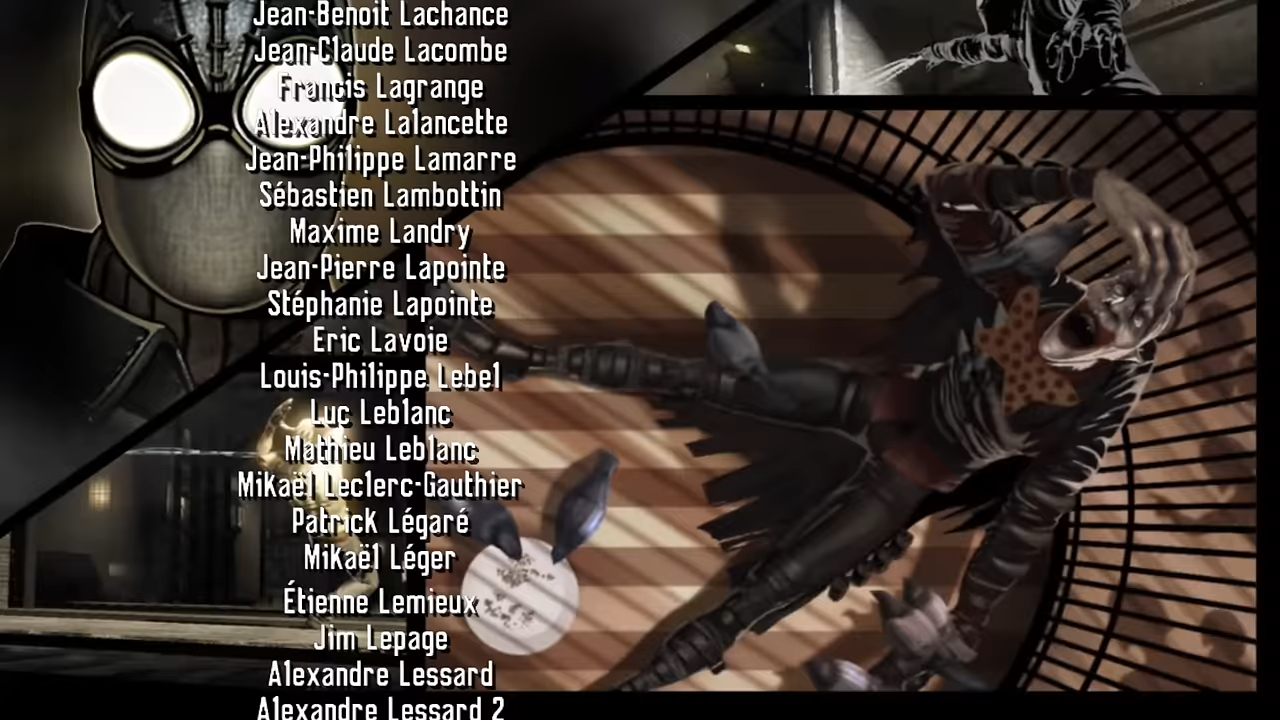 Jean-Benoit Lachance
Jean-Claude Lacombe
Francis Lagrange
Alexandre Lalancette
Jean-Philippe Lamarre
Sébastien Lambottin
Maxime Landry
Jean-Pierre Lapointe
Stéphanie Lapointe
Eric Lavoie
Louis-Philippe Lebel
Luc Leblanc
Mathieu Leblanc
Mikaël Leclerc-Gauthier
Patrick Légaré
Mikaël Léger
Étienne Lemieux
Jim Lepage
Alexandre Lessard
Alexandre Lessard 2